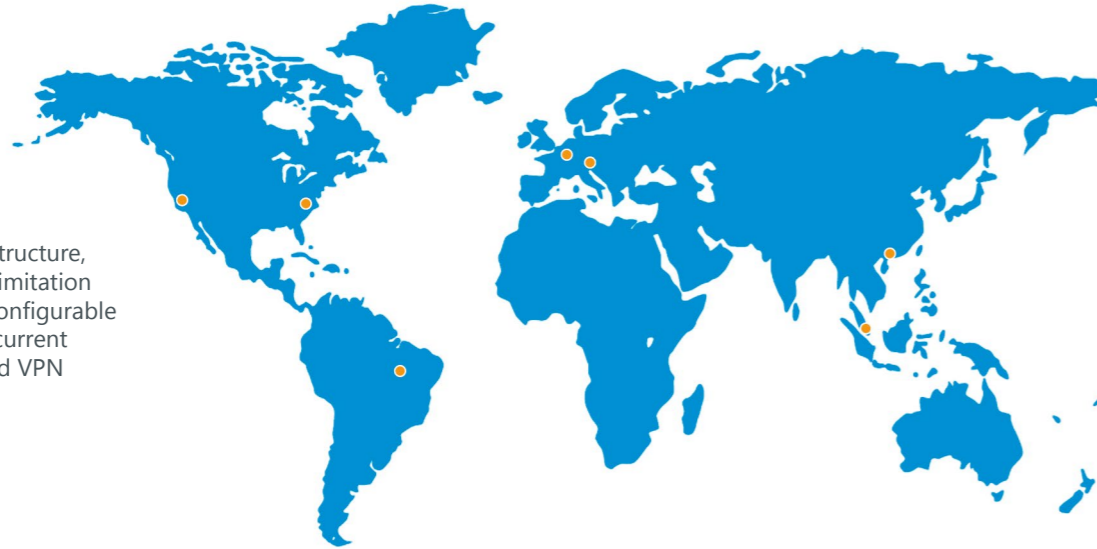 tructure,
imitation
onfigurable
current
d VPN